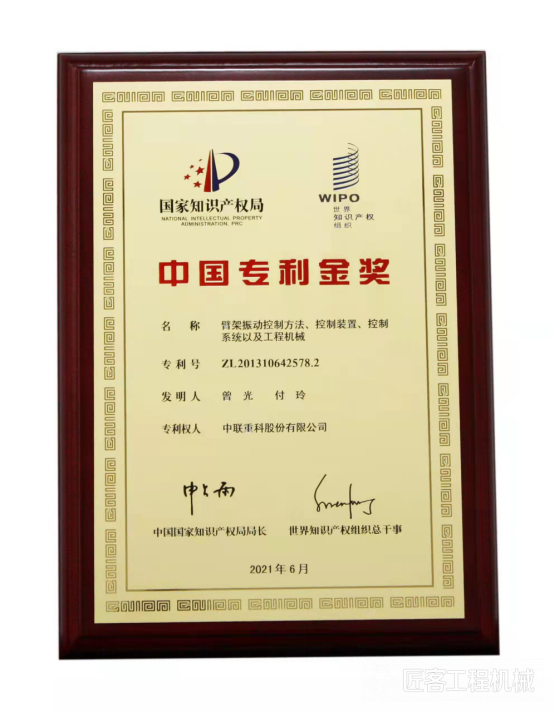 国家知识产权局
NATIONAL INTELLECTUAL PROPERTY
ADMINISTRATION, PRC
WIPO
世界
知识产权
组织
中国专利金奖
名称 臂架振动控制方法、控制装置、控制
系统以及工程机械
专利号 ZL201310642578.2
发明人 曾光 付玲
专利权人 中联重科股份有限公司
申长雨
中国国家知识产权局局长 世界知识产权组织总干事
2021年6月
匠客工程机械